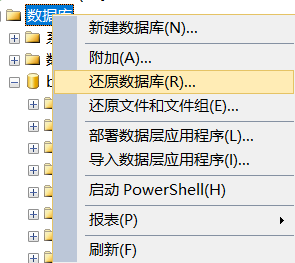 数据库
新建数据库(N)...
附加(A)...
还原数据库(R)...
还原文件和文件组(E)...
部署数据层应用程序(L)...
导入数据层应用程序(I)...
启动 PowerShell(H)
报表(P)
刷新(F)